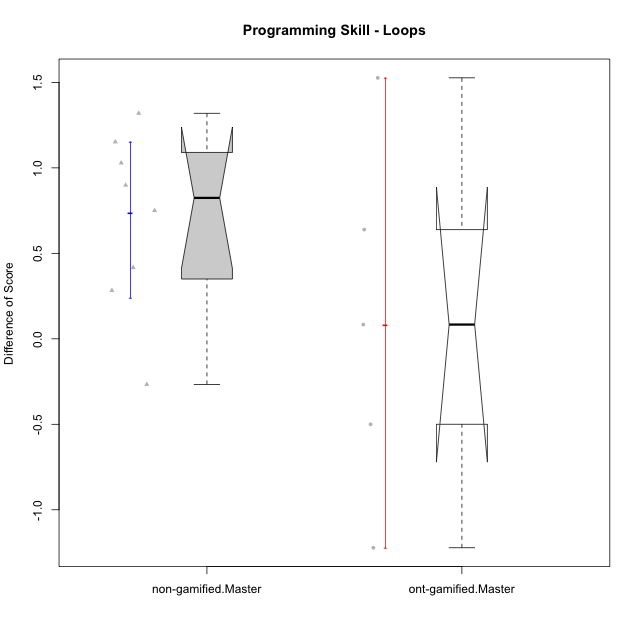 Programming Skill - Loops
Difference of Score
1.5
1.0
0.5
0.0
-0.5
-1.0
non-gamified.Master
ont-gamified.Master